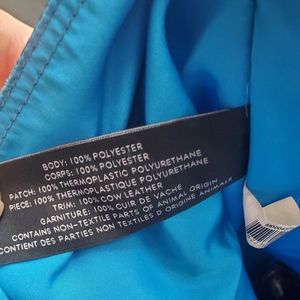 BODY: 100% POLYESTER
CORPS: 100% POLYESTER
PATCH: 100% THERMOPLASTIC POLYURETHANE
PIECE: 100% THERMOPLASTIQUE POLYURETHANE
TRIM: 100% COW LEATHER
GARNITURE: 100% CUIR DE VACHE
CONTAINS NON-TEXTILE PARTS OF ANIMAL ORIGIN
CONTIENT DES PARTIES NON TEXTILES D ORIGINE ANIMALE